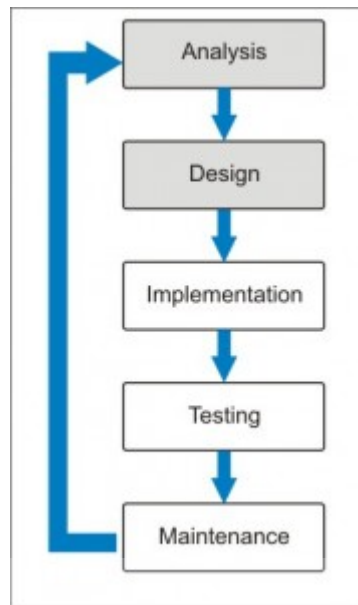 Analysis
Design
Implementation
Testing
Maintenance